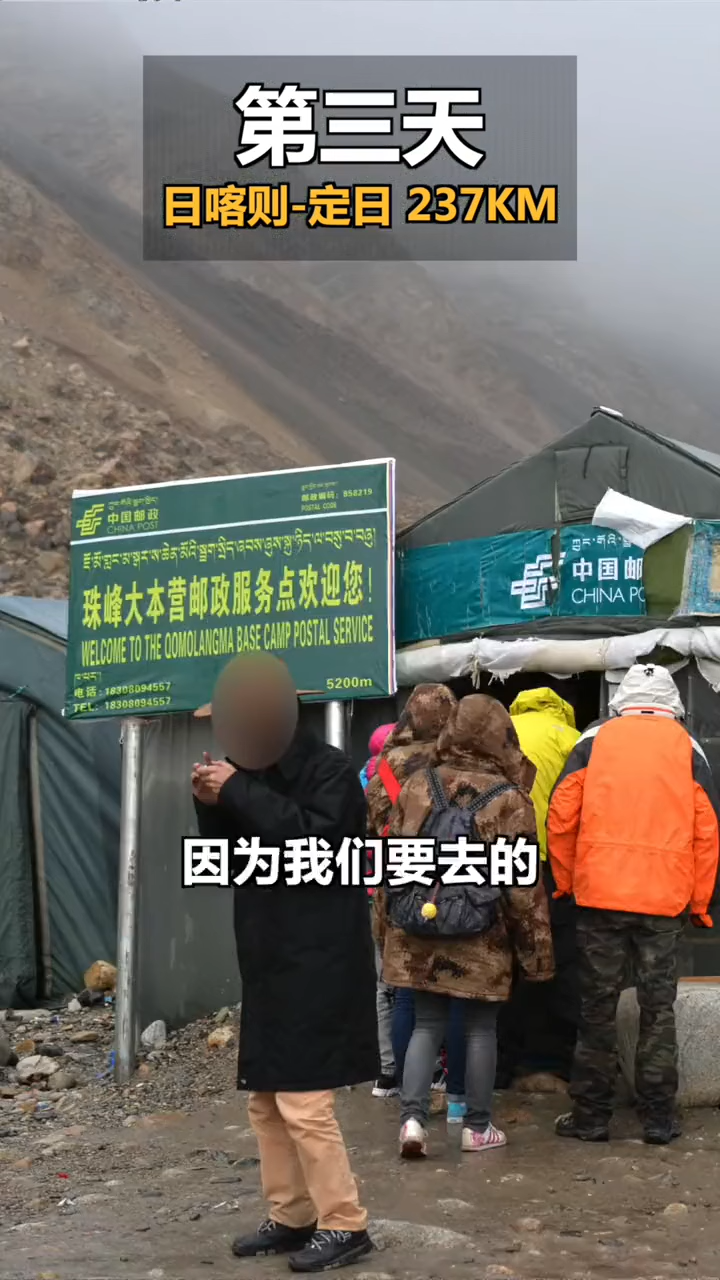 第三天
日喀则-定日 237KM
中国邮政
CHINA POST
邮政编码：858219
POSTAL CODE
珠峰大本营邮政服务点欢迎您！
WELCOME TO THE QOMOLANGMA BASE CAMP POSTAL SERVICE
电话：18308094557
TEL：18308094557
5200m
中国邮
CHINA PO
因为我们要去的